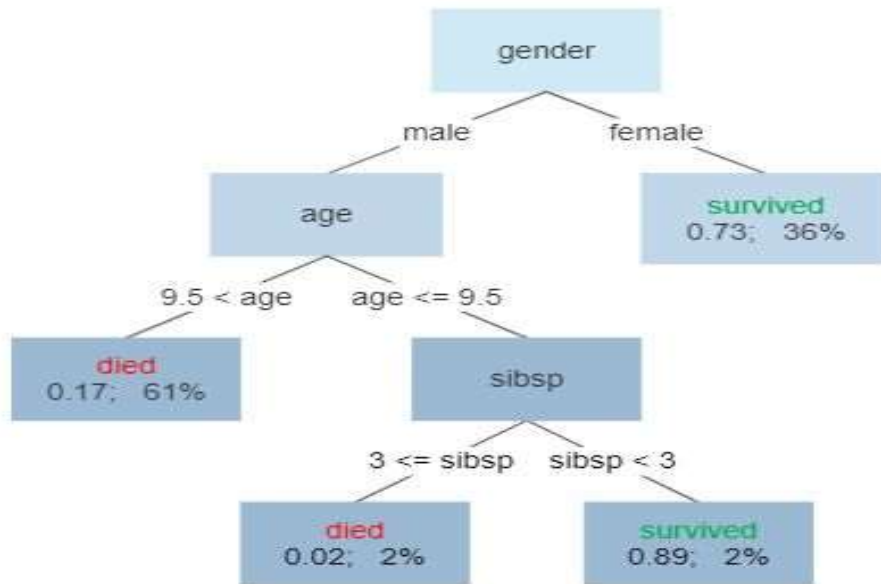 gender
male female
age
survived
0.73; 36%
9.5 < age age <= 9.5
died
0.17; 61%
sibsp
3 <= sibsp sibsp < 3
died
0.02; 2%
survived
0.89; 2%